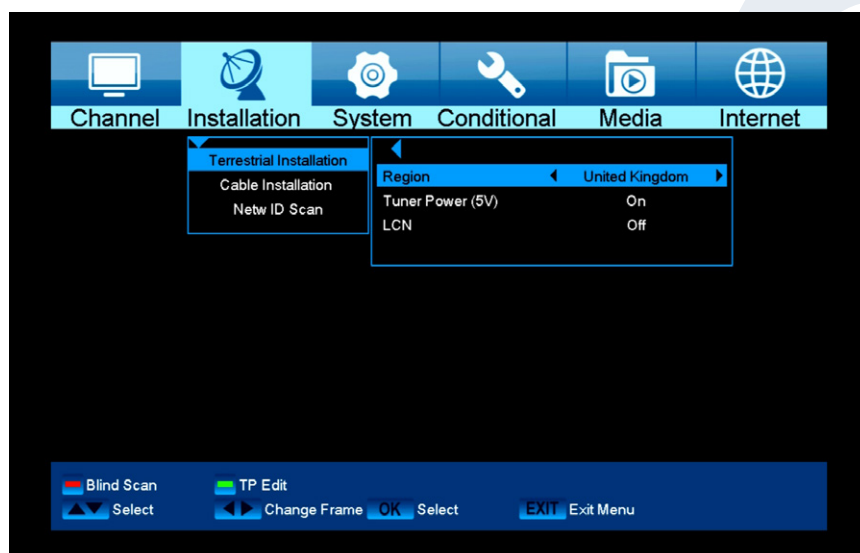 Channel Installation System Conditional Media Internet
Terrestrial Installation
Cable Installation
Netw ID Scan
Region United Kingdom
Tuner Power (5V) On
LCN Off
Blind Scan TP Edit
Select Change Frame OK Select EXIT Exit Menu